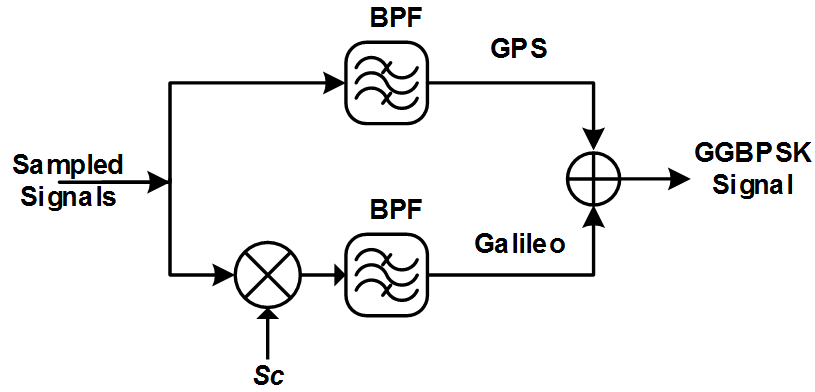 BPF
GPS
Sampled
Signals
GGBPSK
Signal
BPF
Galileo
Sc